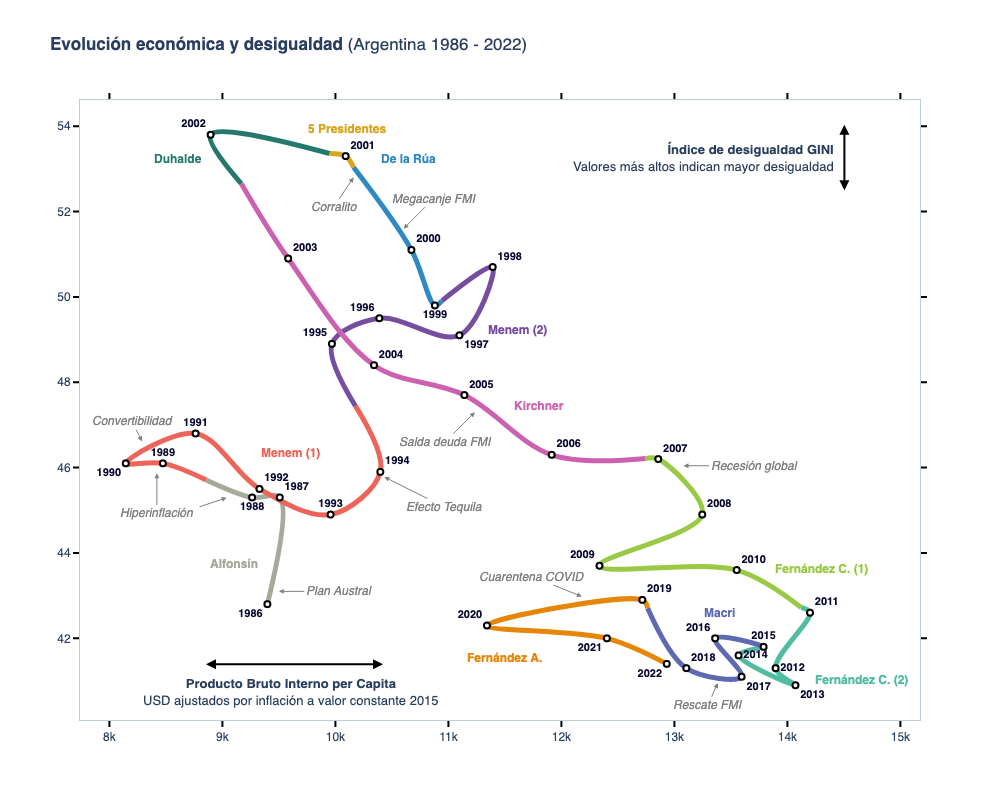 Evolución económica y desigualdad (Argentina 1986 - 2022)
54
52
50
48
46
44
42
8k
9k
10k
11k
12k
13k
14k
15k
Índice de desigualdad GINI
Valores más altos indican mayor desigualdad
Producto Bruto Interno per Capita
USD ajustados por inflación a valor constante 2015
2002
5 Presidentes
2001
Duhalde
De la Rúa
Corralito
Megacanje FMI
2000
2003
1998
1996
1999
1995
Menem (2)
1997
2004
2005
Kirchner
Salda deuda FMI
Convertibilidad
1991
Menem (1)
1989
1990
1992
1987
1988
Hiperinflación
1993
1994
Efecto Tequila
2006
2007
Recesión global
2008
Alfonsín
Plan Austral
1986
2009
2010
Fernández C. (1)
Cuarentena COVID
2019
2011
2020
Macri
2016
2015
2021
Fernández A.
2022
2018
2014
2012
Fernández C. (2)
2017
2013
Rescate FMI